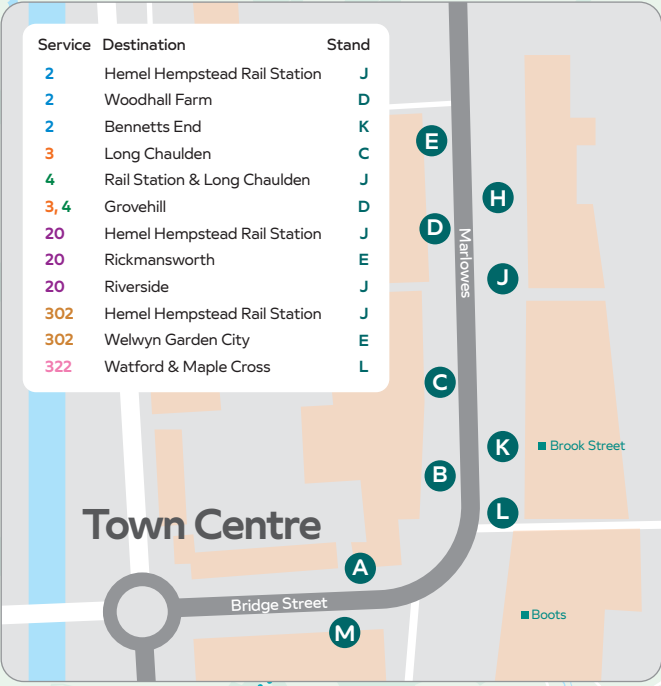 Service Destination Stand
2 Hemel Hempstead Rail Station J
2 Woodhall Farm D
2 Bennetts End K
3 Long Chaulden C
4 Rail Station & Long Chaulden J
3, 4 Grovehill D
20 Hemel Hempstead Rail Station J
20 Rickmansworth E
20 Riverside J
302 Hemel Hempstead Rail Station J
302 Welwyn Garden City E
322 Watford & Maple Cross L
E
H
D
Marlowes
J
C
K
Brook Street
B
L
Town Centre
A
Bridge Street
Boots
M